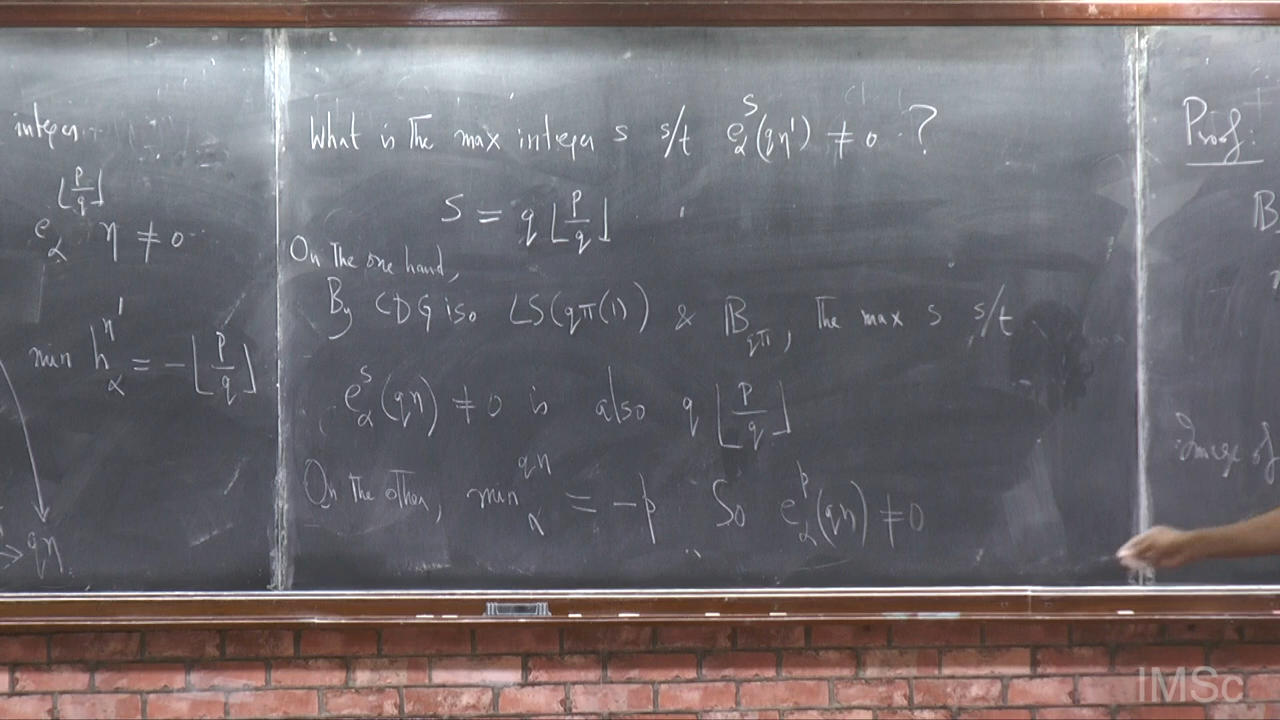 integer.
e_α^{⌊p/q⌋} η ≠ 0
min h_α^{η'} = -⌊p/q⌋
→ qη
What is the max integer s s/t e_α^s(qη') ≠ 0 ?
S = q⌊p/q⌋
On the one hand,
By CDG iso LS(qπ(1)) & B_{qπ}, the max s s/t
e_α^s(qη) ≠ 0 is also q⌊p/q⌋
On the other, min_α^{qη} = -p So e_α^p(qη) ≠ 0
Proof:
B
Image of
IMSc